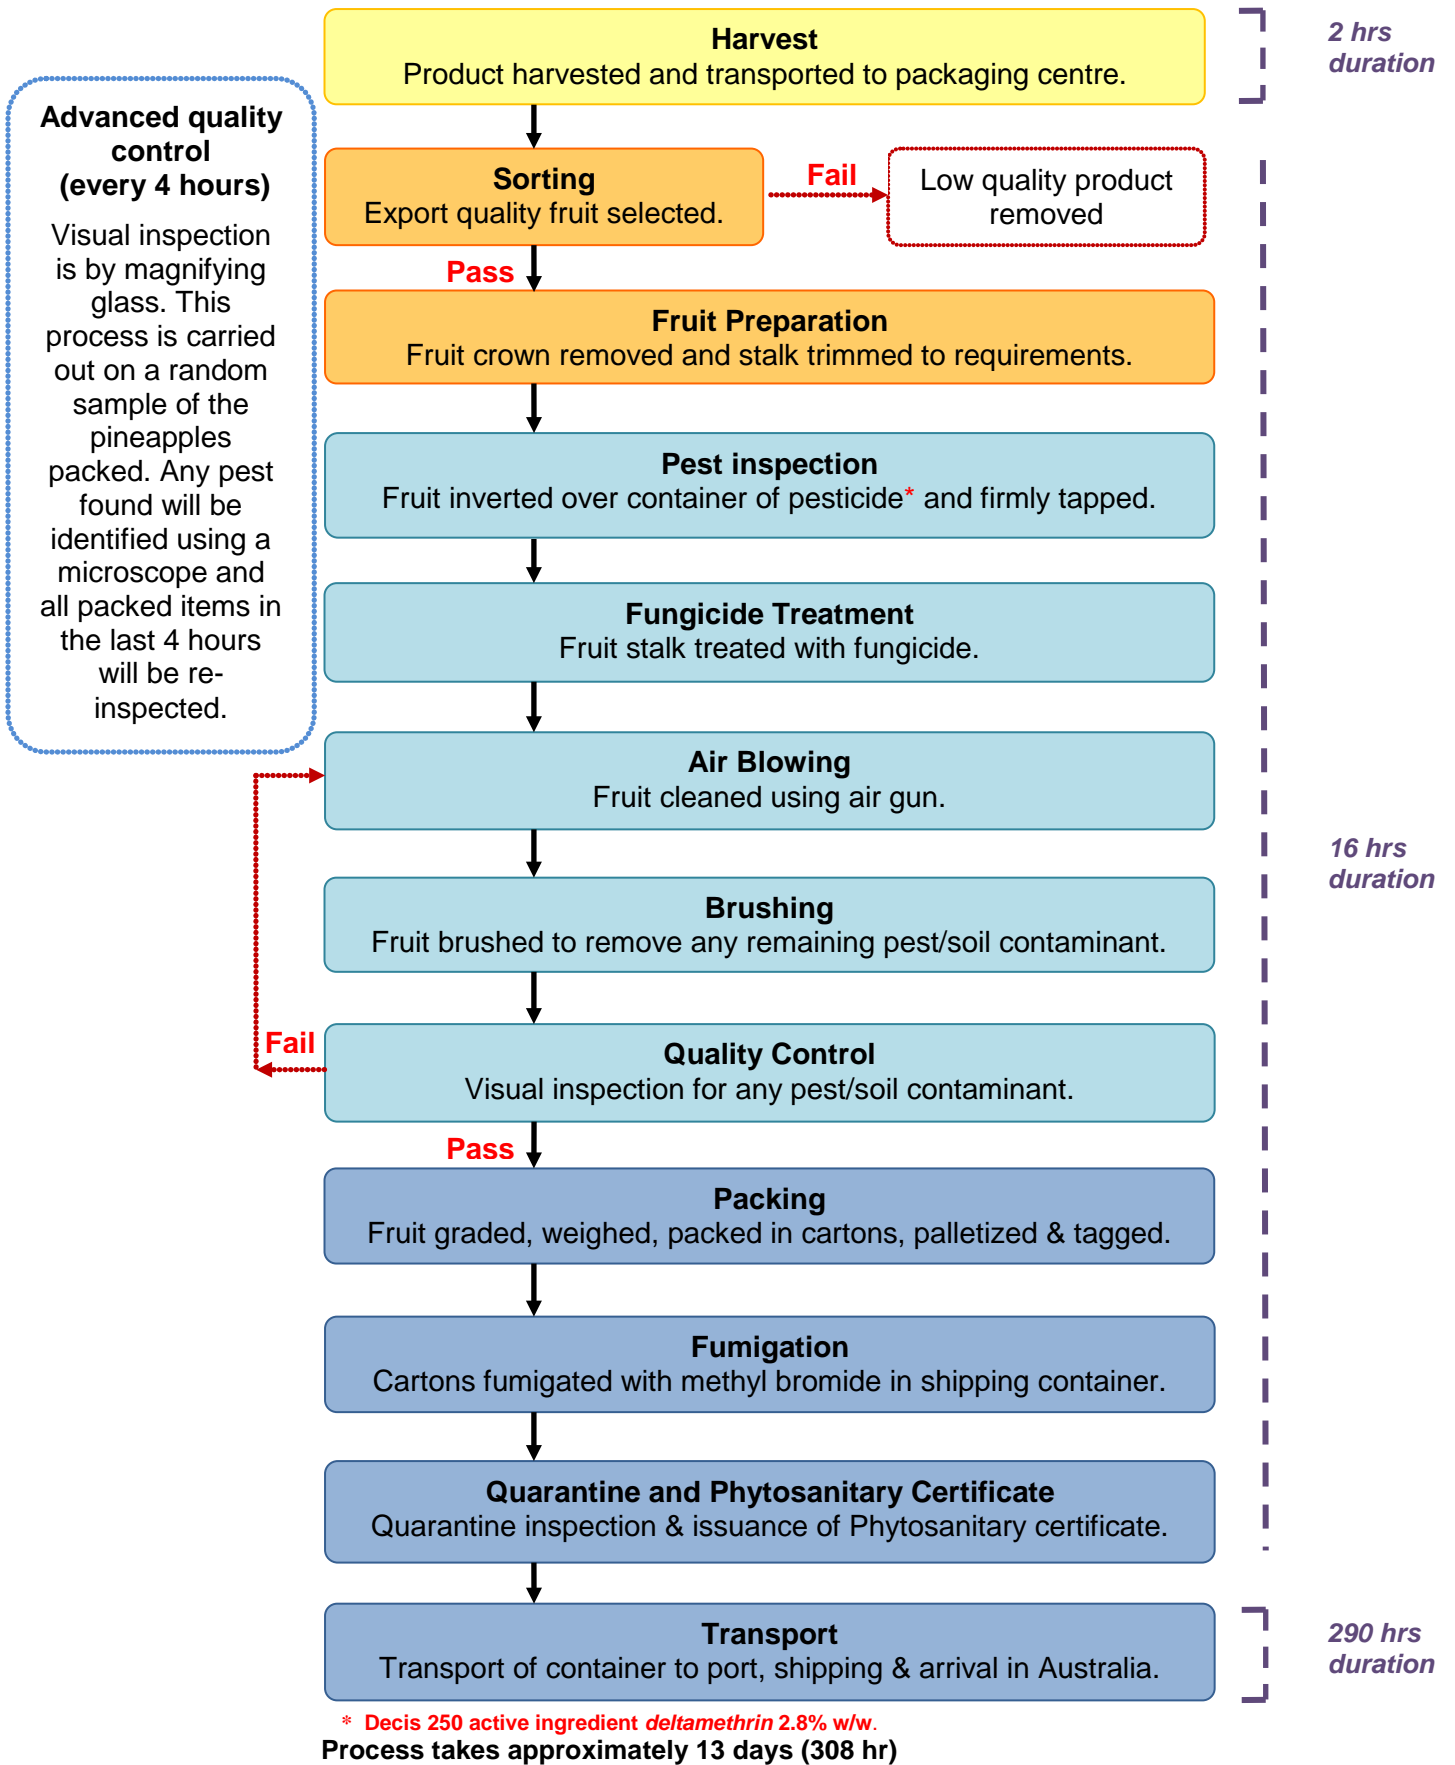 Harvest
Product harvested and transported to packaging centre.
2 hrs
duration
Advanced quality
control
(every 4 hours)
Visual inspection
is by magnifying
glass. This
process is carried
out on a random
sample of the
pineapples
packed. Any pest
found will be
identified using a
microscope and
all packed items in
the last 4 hours
will be re-
inspected.
Sorting
Export quality fruit selected.
Fail
Low quality product
removed
Pass
Fruit Preparation
Fruit crown removed and stalk trimmed to requirements.
Pest inspection
Fruit inverted over container of pesticide* and firmly tapped.
Fungicide Treatment
Fruit stalk treated with fungicide.
Air Blowing
Fruit cleaned using air gun.
16 hrs
duration
Brushing
Fruit brushed to remove any remaining pest/soil contaminant.
Fail
Quality Control
Visual inspection for any pest/soil contaminant.
Pass
Packing
Fruit graded, weighed, packed in cartons, palletized & tagged.
Fumigation
Cartons fumigated with methyl bromide in shipping container.
Quarantine and Phytosanitary Certificate
Quarantine inspection & issuance of Phytosanitary certificate.
Transport
Transport of container to port, shipping & arrival in Australia.
290 hrs
duration
* Decis 250 active ingredient deltamethrin 2.8% w/w.
Process takes approximately 13 days (308 hr)